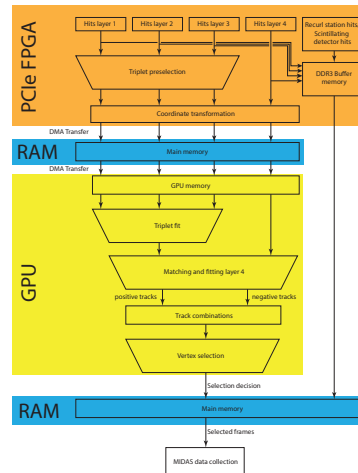 PCIe FPGA
Hits layer 1
Hits layer 2
Hits layer 3
Hits layer 4
Recurl station hits
Scintillating
detector hits
Triplet preselection
DDR3 Buffer
memory
Coordinate transformation
DMA Transfer
RAM
Main memory
DMA Transfer
GPU
GPU memory
Triplet fit
Matching and fitting layer 4
positive tracks
negative tracks
Track combinations
Vertex selection
Selection decision
RAM
Main memory
Selected frames
MIDAS data collection